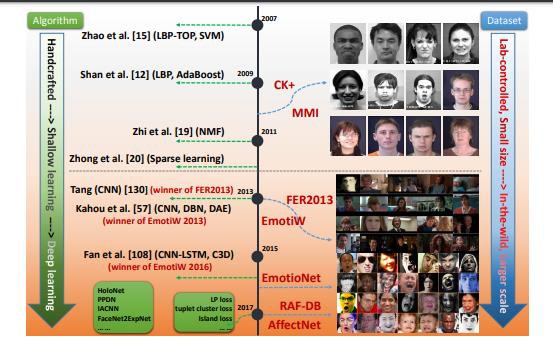 Algorithm
Dataset
2007
Zhao et al. [15] (LBP-TOP, SVM)
Shan et al. [12] (LBP, AdaBoost)
2009
CK+
MMI
Zhi et al. [19] (NMF)
2011
Zhong et al. [20] (Sparse learning)
Tang (CNN) [130] (winner of FER2013)
2013
FER2013
Kahou et al. [57] (CNN, DBN, DAE)
(winner of EmotiW 2013)
EmotiW
2015
Fan et al. [108] (CNN-LSTM, C3D)
(winner of EmotiW 2016)
EmotioNet
HoloNet
PPDN
IACNN
FaceNet2ExpNet
... ...
LP loss
tuplet cluster loss
Island loss
... ...
2017
RAF-DB
AffectNet
Handcrafted ----> Shallow learning ----> Deep learning
Lab-controlled, Small size -----> In-the-wild, Larger scale